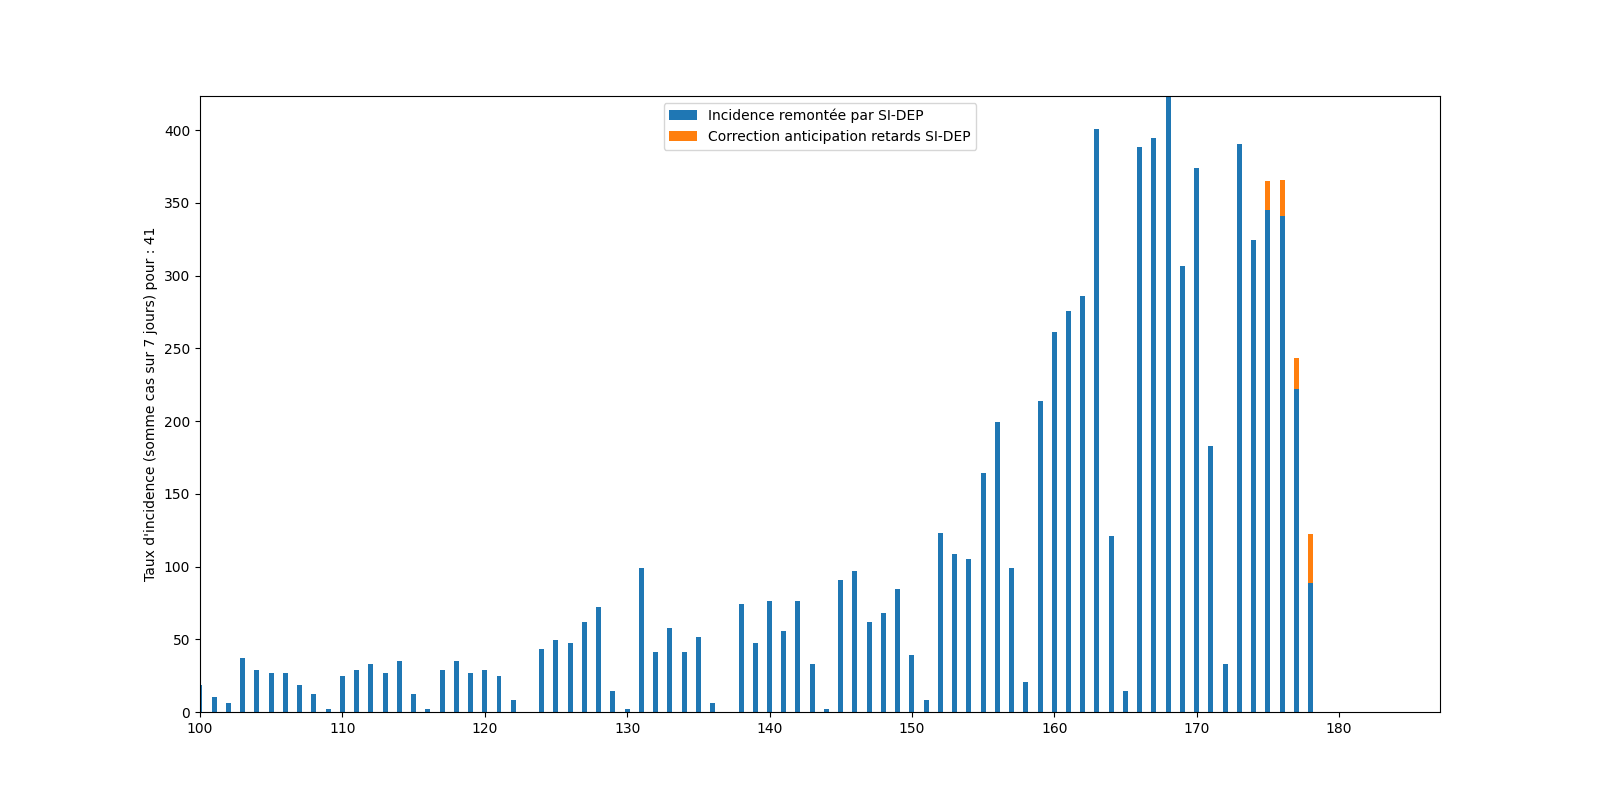 Incidence remontée par SI-DEP
Correction anticipation retards SI-DEP
Taux d'incidence (somme cas sur 7 jours) pour : 41
400
350
300
250
200
150
100
50
0
100 110 120 130 140 150 160 170 180